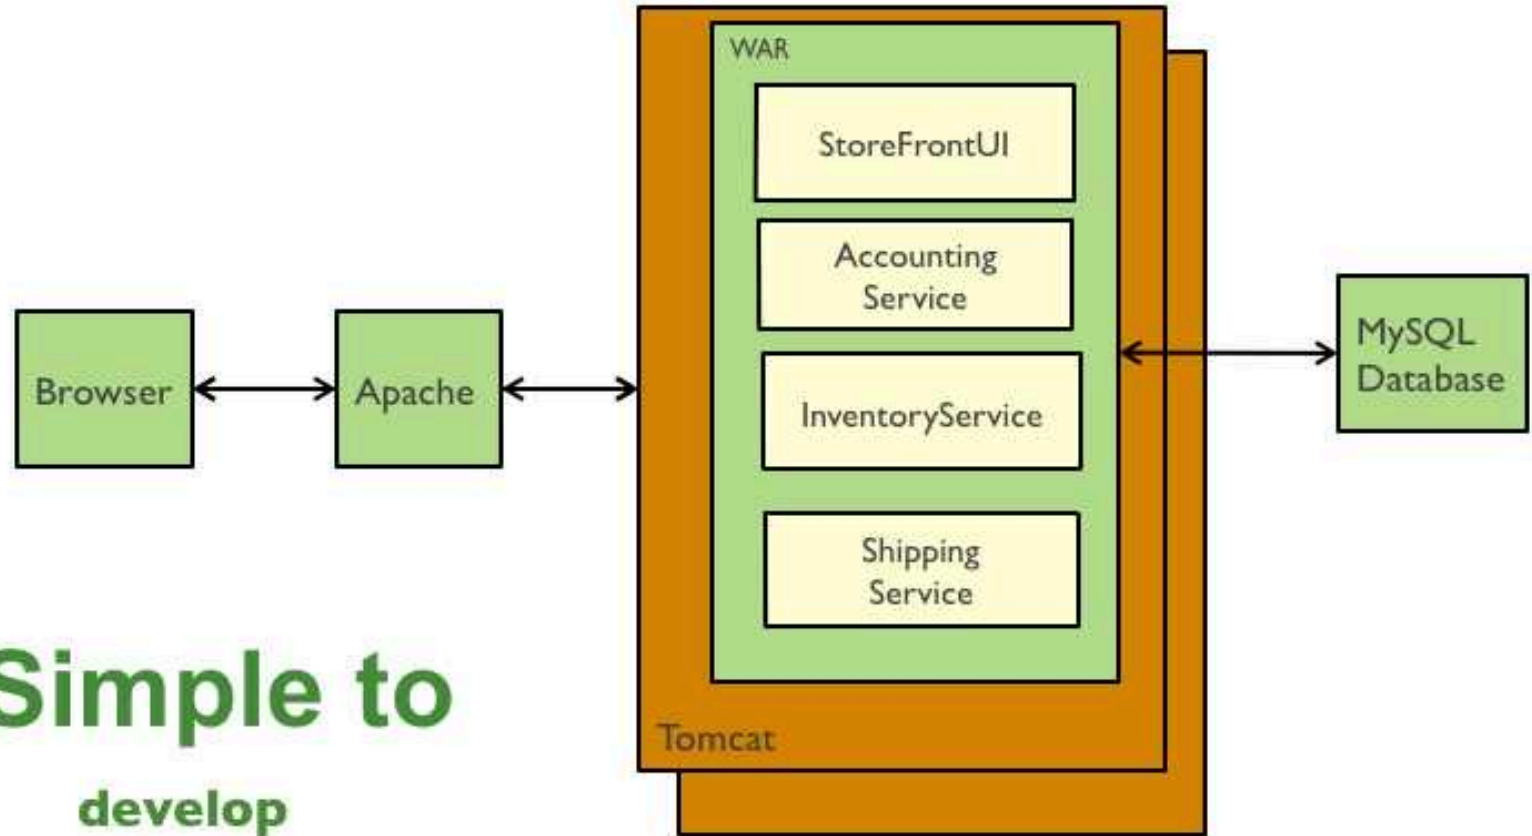 WAR
StoreFrontUI
Accounting
Service
InventoryService
Shipping
Service
Tomcat
Browser
Apache
MySQL
Database
Simple to
develop